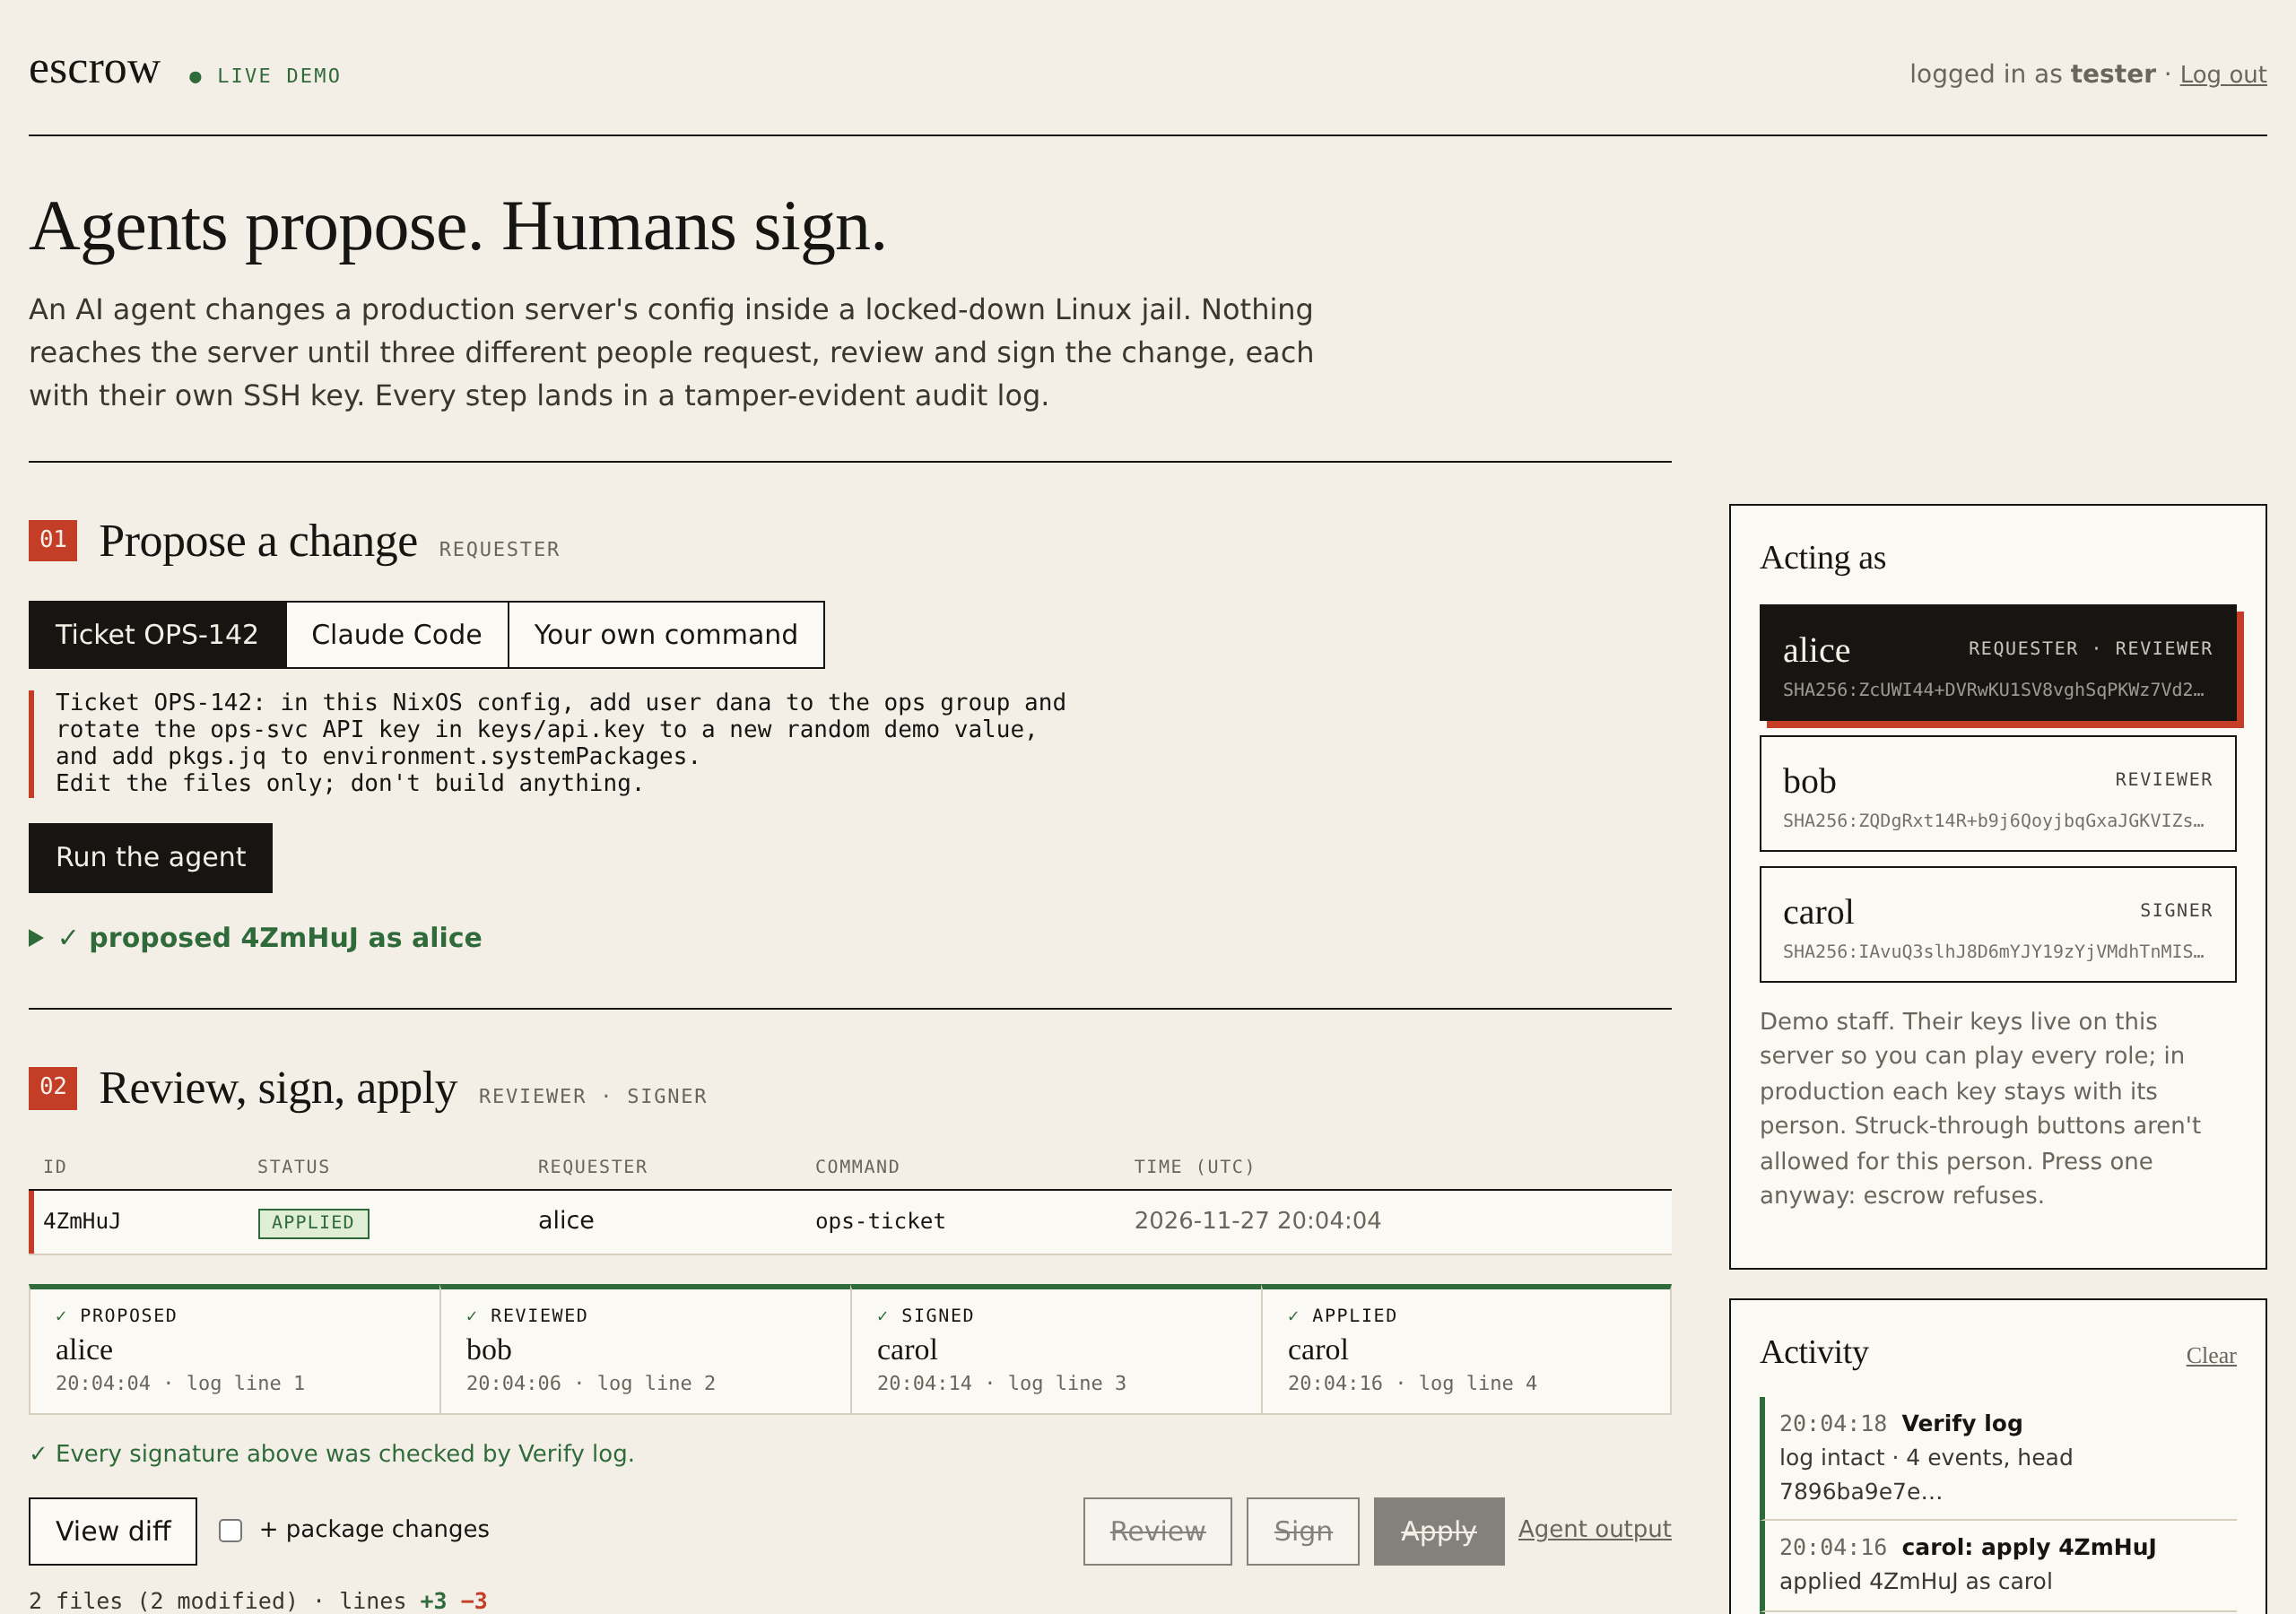 escrow ● LIVE DEMO
logged in as tester · Log out
Agents propose. Humans sign.
An AI agent changes a production server's config inside a locked-down Linux jail. Nothing
reaches the server until three different people request, review and sign the change, each
with their own SSH key. Every step lands in a tamper-evident audit log.
01 Propose a change REQUESTER
Ticket OPS-142 Claude Code Your own command
Ticket OPS-142: in this NixOS config, add user dana to the ops group and
rotate the ops-svc API key in keys/api.key to a new random demo value,
and add pkgs.jq to environment.systemPackages.
Edit the files only; don't build anything.
Run the agent
▶ ✓ proposed 4ZmHuJ as alice
02 Review, sign, apply REVIEWER · SIGNER
ID STATUS REQUESTER COMMAND TIME (UTC)
4ZmHuJ APPLIED alice ops-ticket 2026-11-27 20:04:04
✓ PROPOSED
alice
20:04:04 · log line 1
✓ REVIEWED
bob
20:04:06 · log line 2
✓ SIGNED
carol
20:04:14 · log line 3
✓ APPLIED
carol
20:04:16 · log line 4
✓ Every signature above was checked by Verify log.
View diff + package changes Review Sign Apply Agent output
2 files (2 modified) · lines +3 −3
Acting as
alice REQUESTER · REVIEWER
SHA256:ZcUWI44+DVRwKU1SV8vghSqPKWz7Vd2…
bob REVIEWER
SHA256:ZQDgRxt14R+b9j6QoyjbqGxaJGKVIZs…
carol SIGNER
SHA256:IAvuQ3slhJ8D6mYJY19zYjVMdhTnMIS…
Demo staff. Their keys live on this
server so you can play every role; in
production each key stays with its
person. Struck-through buttons aren't
allowed for this person. Press one
anyway: escrow refuses.
Activity Clear
20:04:18 Verify log
log intact · 4 events, head
7896ba9e7e…
20:04:16 carol: apply 4ZmHuJ
applied 4ZmHuJ as carol